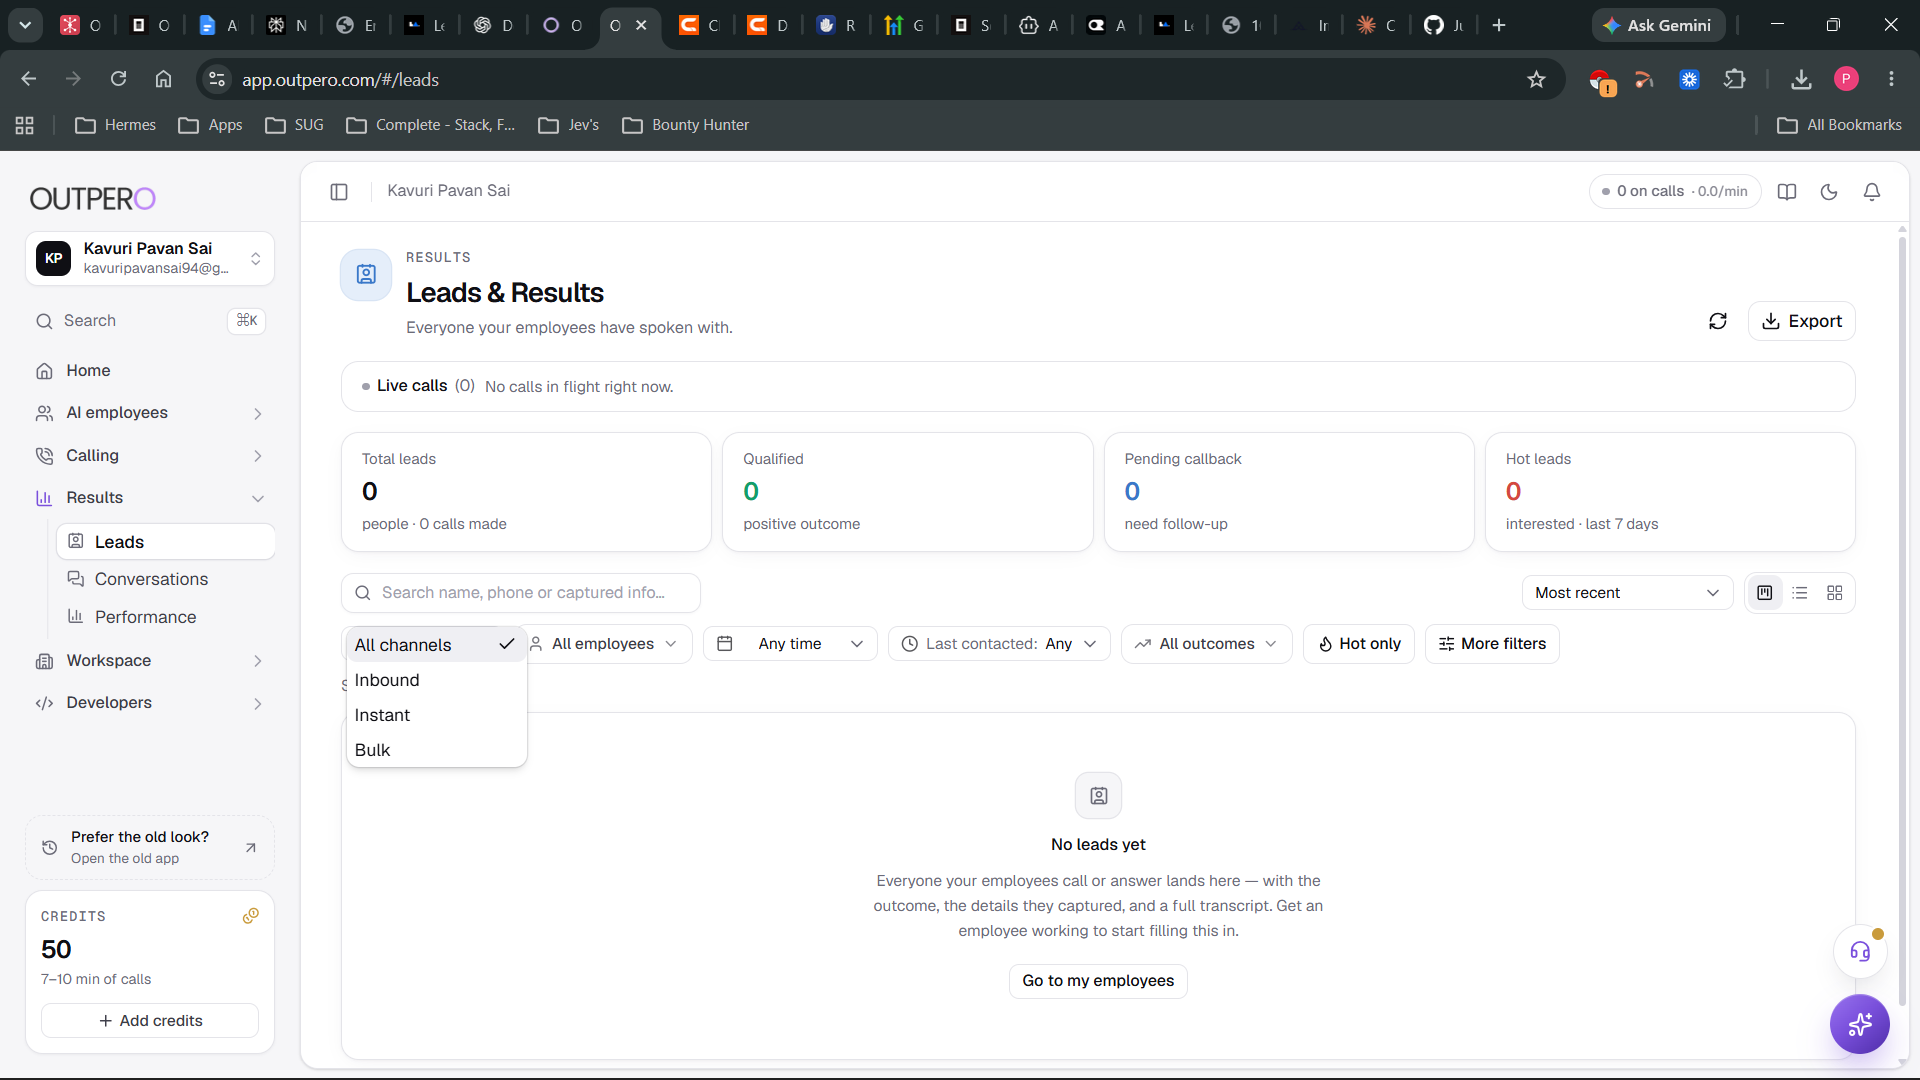 O
O
A
N
Er
Le
D
O
O
C
D
R
G
S
A
A
Le
1
Ir
C
Ju
Ask Gemini
app.outpero.com/#/leads
P
Hermes
Apps
SUG
Complete - Stack, F...
Jev's
Bounty Hunter
All Bookmarks
OUTPERO
KP
Kavuri Pavan Sai
kavuripavansai94@g...
Search
⌘K
Home
AI employees
Calling
Results
Leads
Conversations
Performance
Workspace
Developers
Prefer the old look?
Open the old app
CREDITS
50
7–10 min of calls
+ Add credits
Kavuri Pavan Sai
0 on calls · 0.0/min
RESULTS
Leads & Results
Everyone your employees have spoken with.
Export
Live calls (0) No calls in flight right now.
Total leads
0
people · 0 calls made
Qualified
0
positive outcome
Pending callback
0
need follow-up
Hot leads
0
interested · last 7 days
Search name, phone or captured info...
Most recent
All channels
Inbound
Instant
Bulk
All employees
Any time
Last contacted: Any
All outcomes
Hot only
More filters
No leads yet
Everyone your employees call or answer lands here — with the
outcome, the details they captured, and a full transcript. Get an
employee working to start filling this in.
Go to my employees